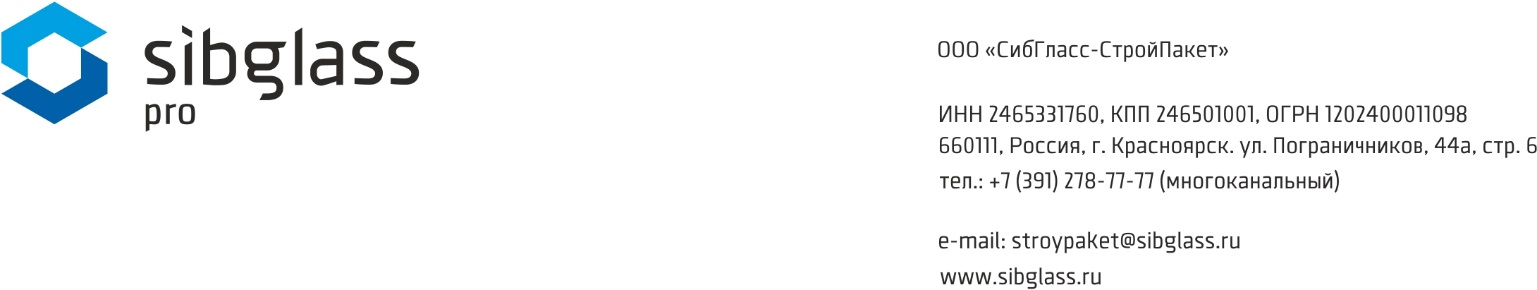 sibglass
pro
ООО «СибГласс-СтройПакет»
ИНН 2465331760, КПП 246501001, ОГРН 1202400011098
660111, Россия, г. Красноярск. ул. Пограничников, 44а, стр. 6
тел.: +7 (391) 278-77-77 (многоканальный)
e-mail: stroypaket@sibglass.ru
www.sibglass.ru